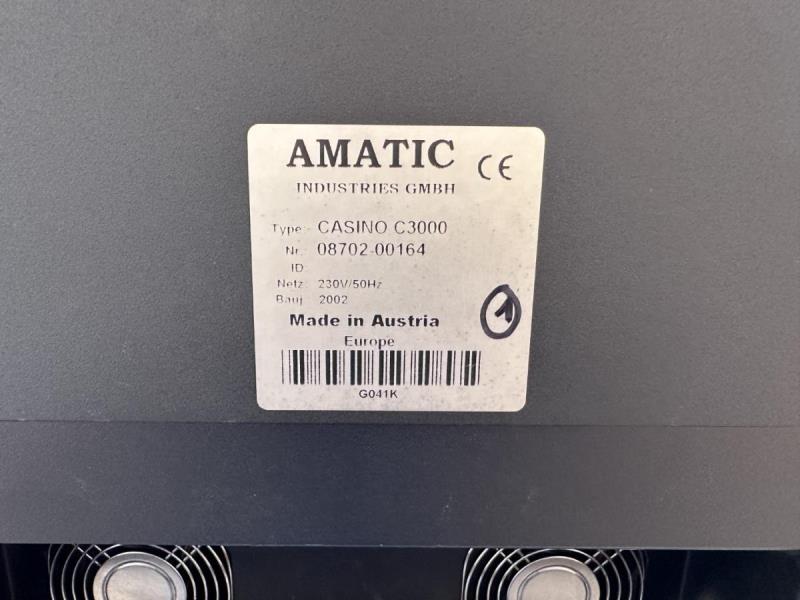 AMATIC CE
INDUSTRIES GMBH
Type: CASINO C3000
Nr.: 08702-00164
ID:
Netz: 230V/50Hz
Bauj.: 2002
Made in Austria
Europe
1
G041K